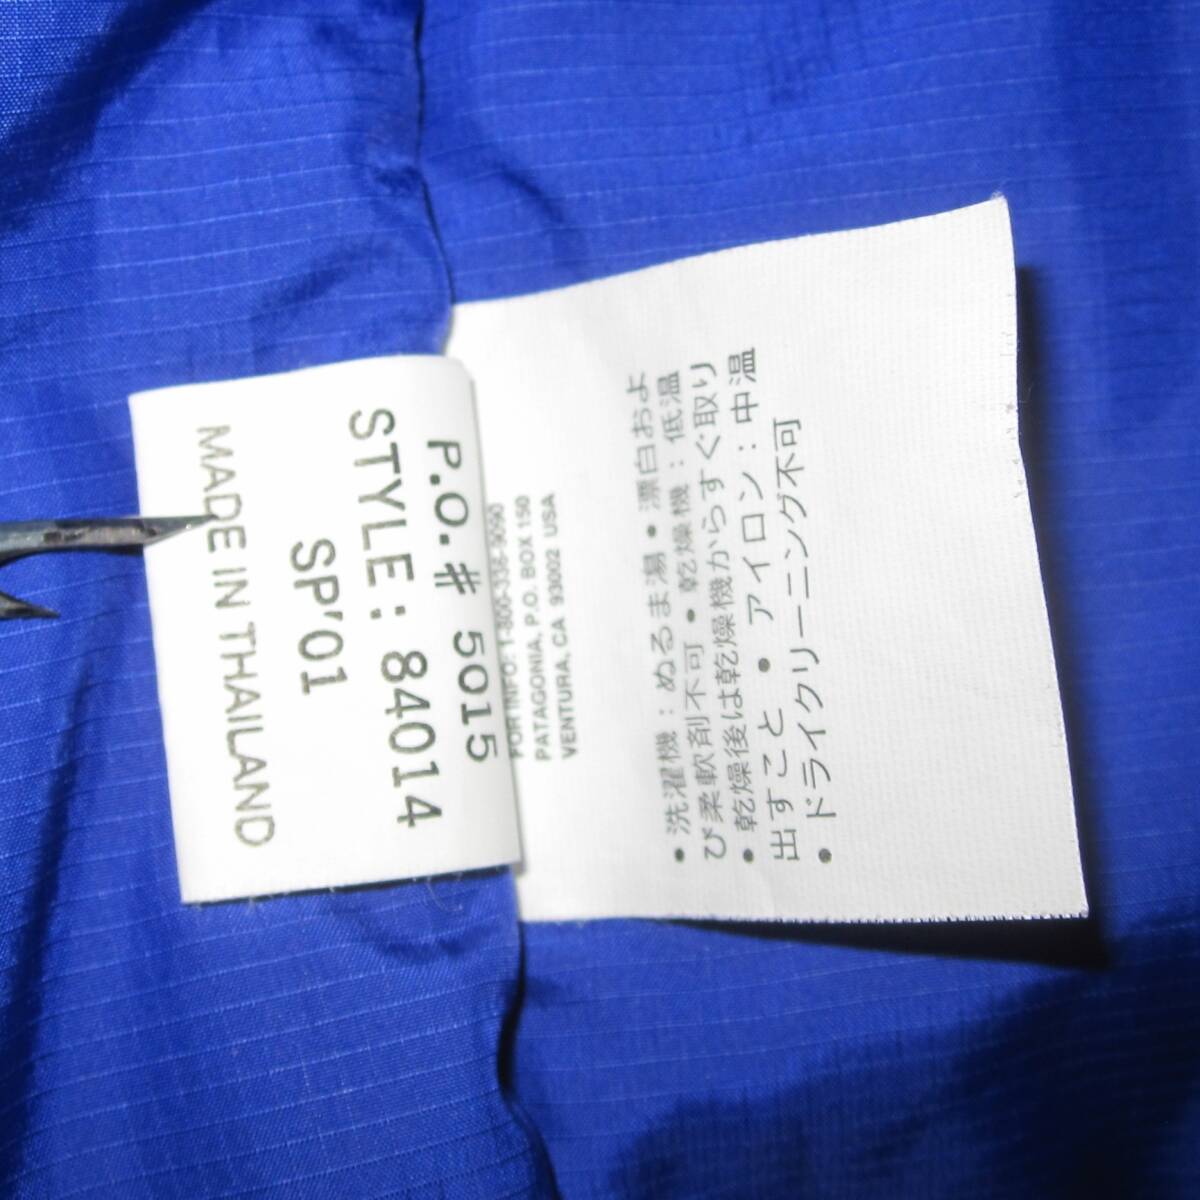 P.O.# 5015
STYLE: 84014
SP'01
MADE IN THAILAND
FOR INFO: 1-800-336-9090
PATAGONIA, P.O. BOX 150
VENTURA, CA 93002 USA
• 洗濯機：ぬるま湯 • 漂白およ
び柔軟剤不可 • 乾燥機：低温
• 乾燥後は乾燥機からすぐ取り
出すこと • アイロン：中温
• ドライクリーニング不可